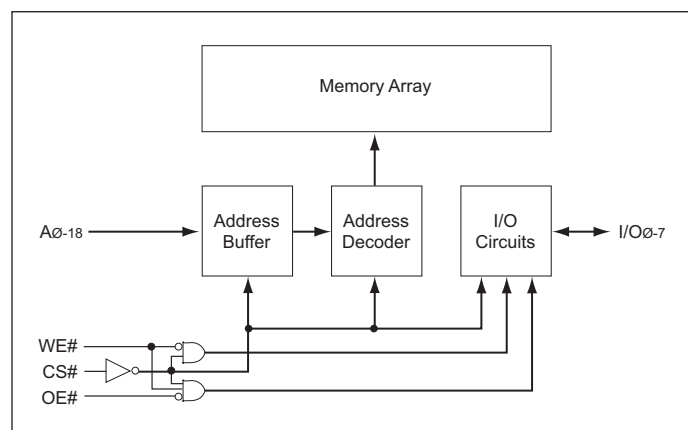 Memory Array
AØ-18
Address
Buffer
Address
Decoder
I/O
Circuits
I/OØ-7
WE#
CS#
OE#